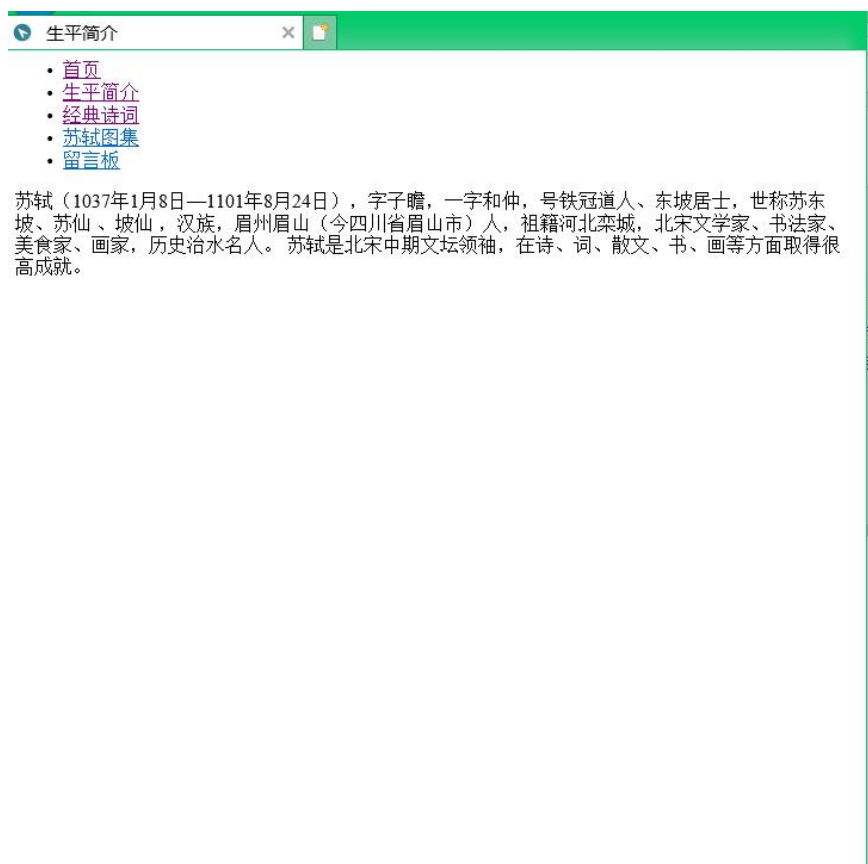 生平简介
首页
生平简介
经典诗词
苏轼图集
留言板
苏轼（1037年1月8日—1101年8月24日），字子瞻，一字和仲，号铁冠道人、东坡居士，世称苏东
坡、苏仙 、坡仙 ，汉族，眉州眉山（今四川省眉山市）人，祖籍河北栾城，北宋文学家、书法家、
美食家、画家，历史治水名人。 苏轼是北宋中期文坛领袖，在诗、词、散文、书、画等方面取得很
高成就。